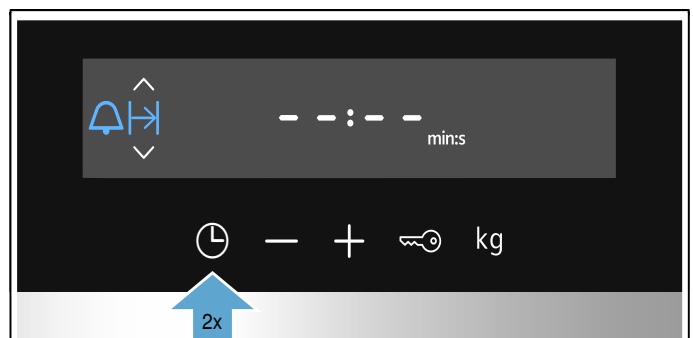 – –:– –
min:s
kg
2x